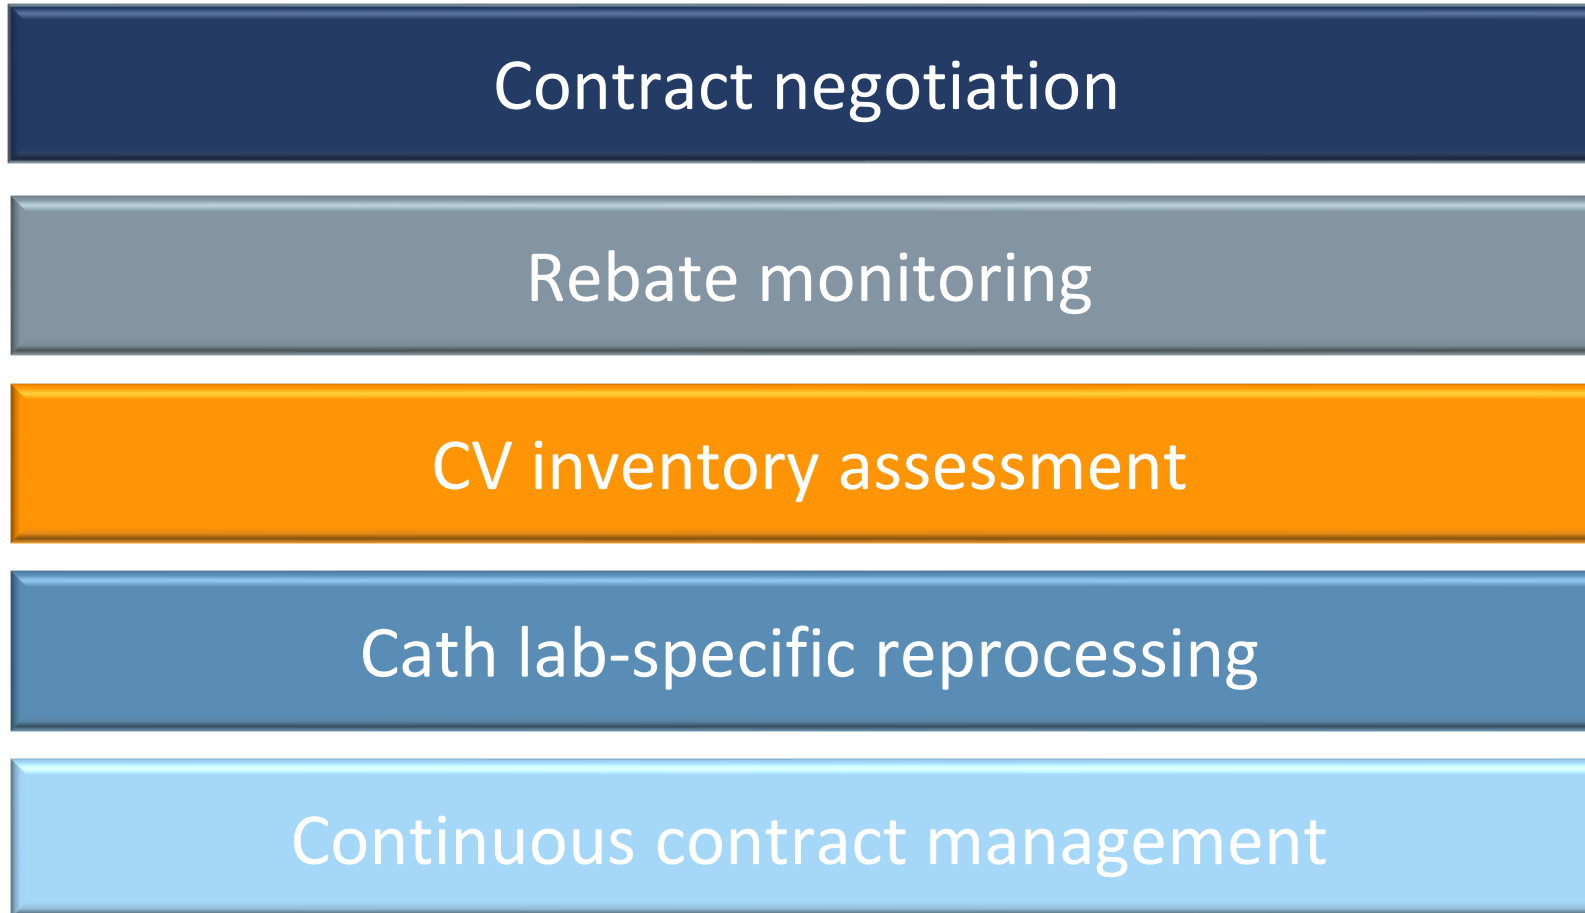 Contract negotiation
Rebate monitoring
CV inventory assessment
Cath lab-specific reprocessing
Continuous contract management